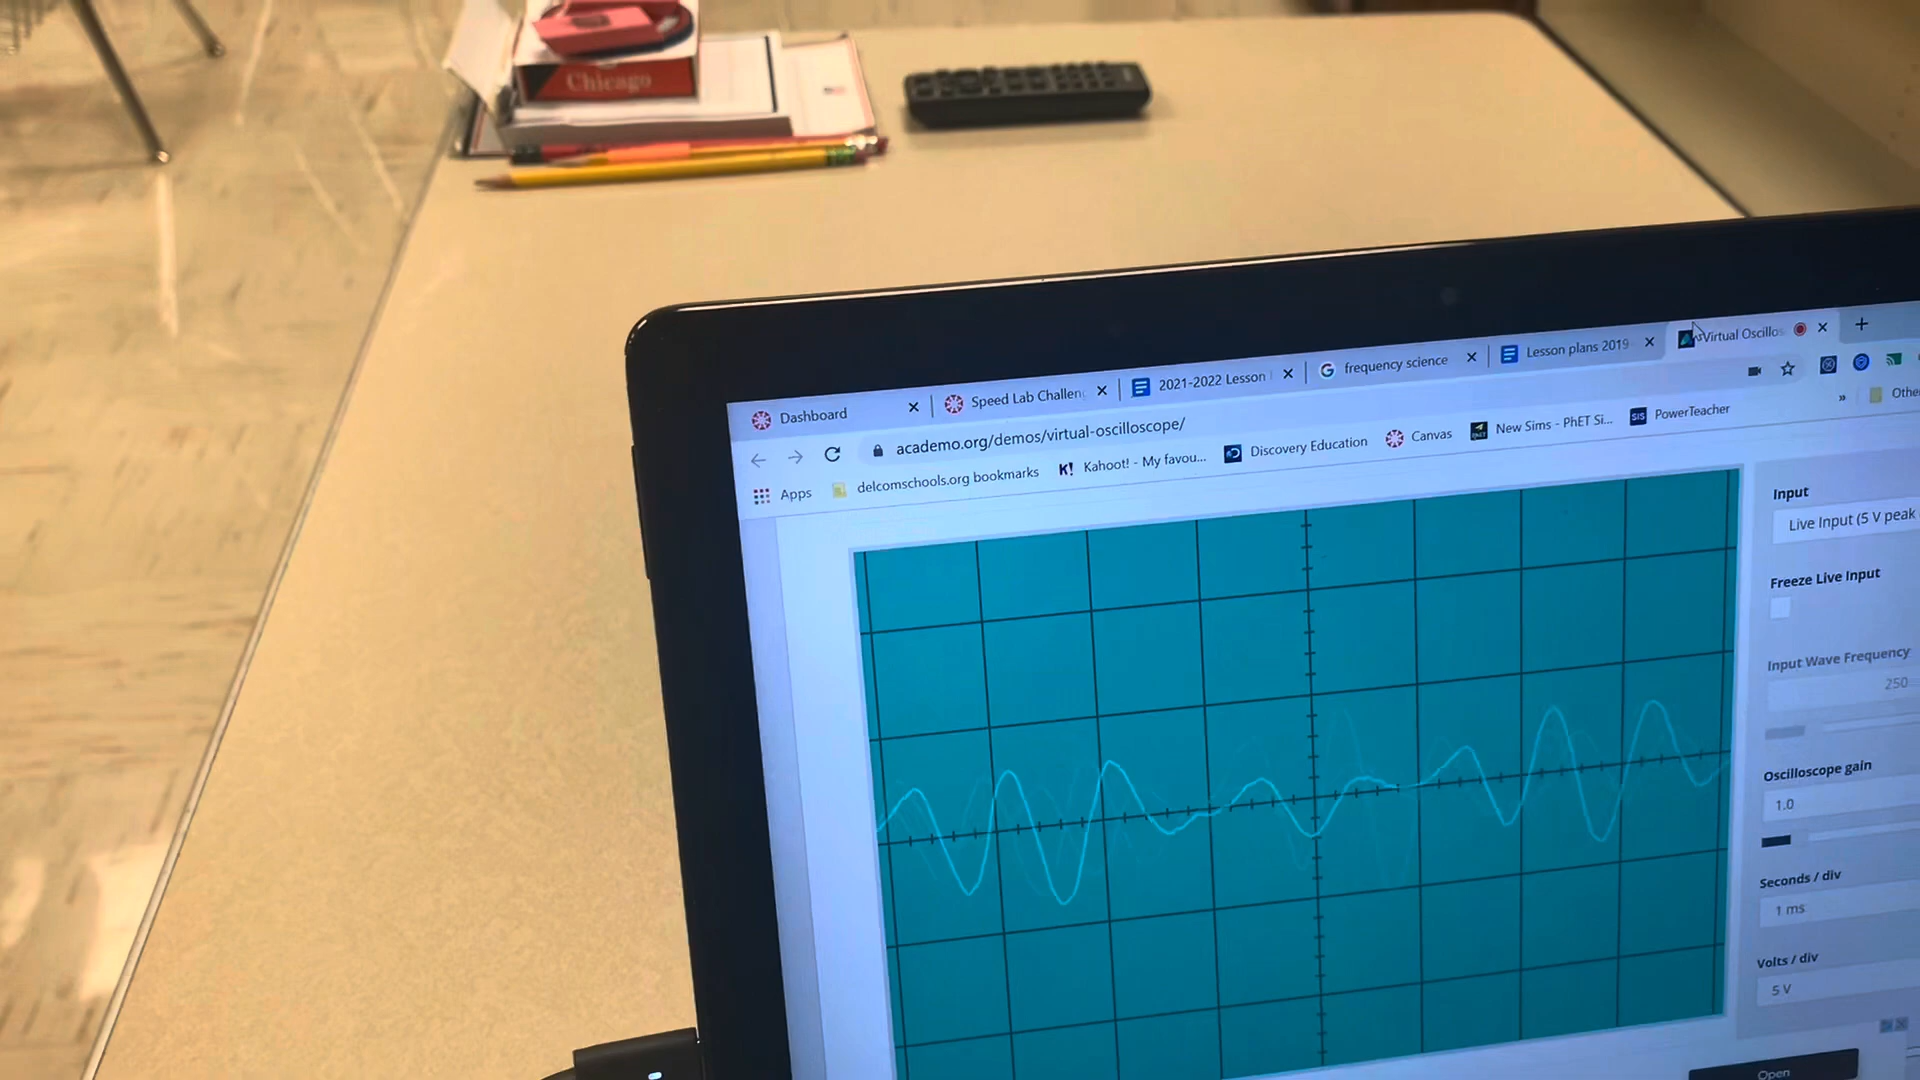 Chicago
Dashboard
Speed Lab Challen
2021-2022 Lesson
frequency science
Lesson plans 2019
Virtual Oscillos
academo.org/demos/virtual-oscilloscope/
Apps
delcomschools.org bookmarks
K! Kahoot! - My favou...
Discovery Education
Canvas
New Sims - PhET Si...
SIS PowerTeacher
» Othe
Input
Live Input (5 V peak
Freeze Live Input
Input Wave Frequency
250
Oscilloscope gain
1.0
Seconds / div
1 ms
Volts / div
5 V
Open